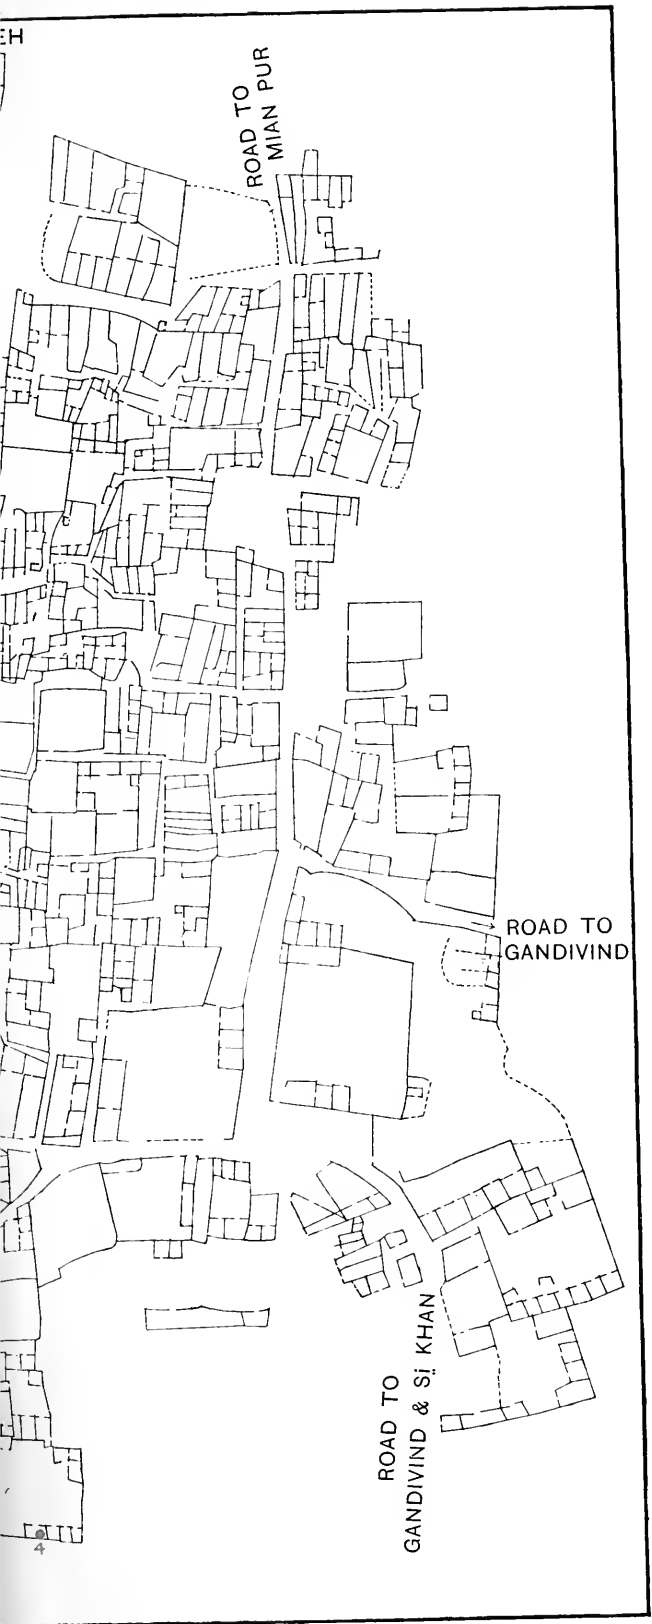 EH
ROAD TO
MIAN PUR
ROAD TO
GANDIVIND
ROAD TO
GANDIVIND & Si KHAN
4